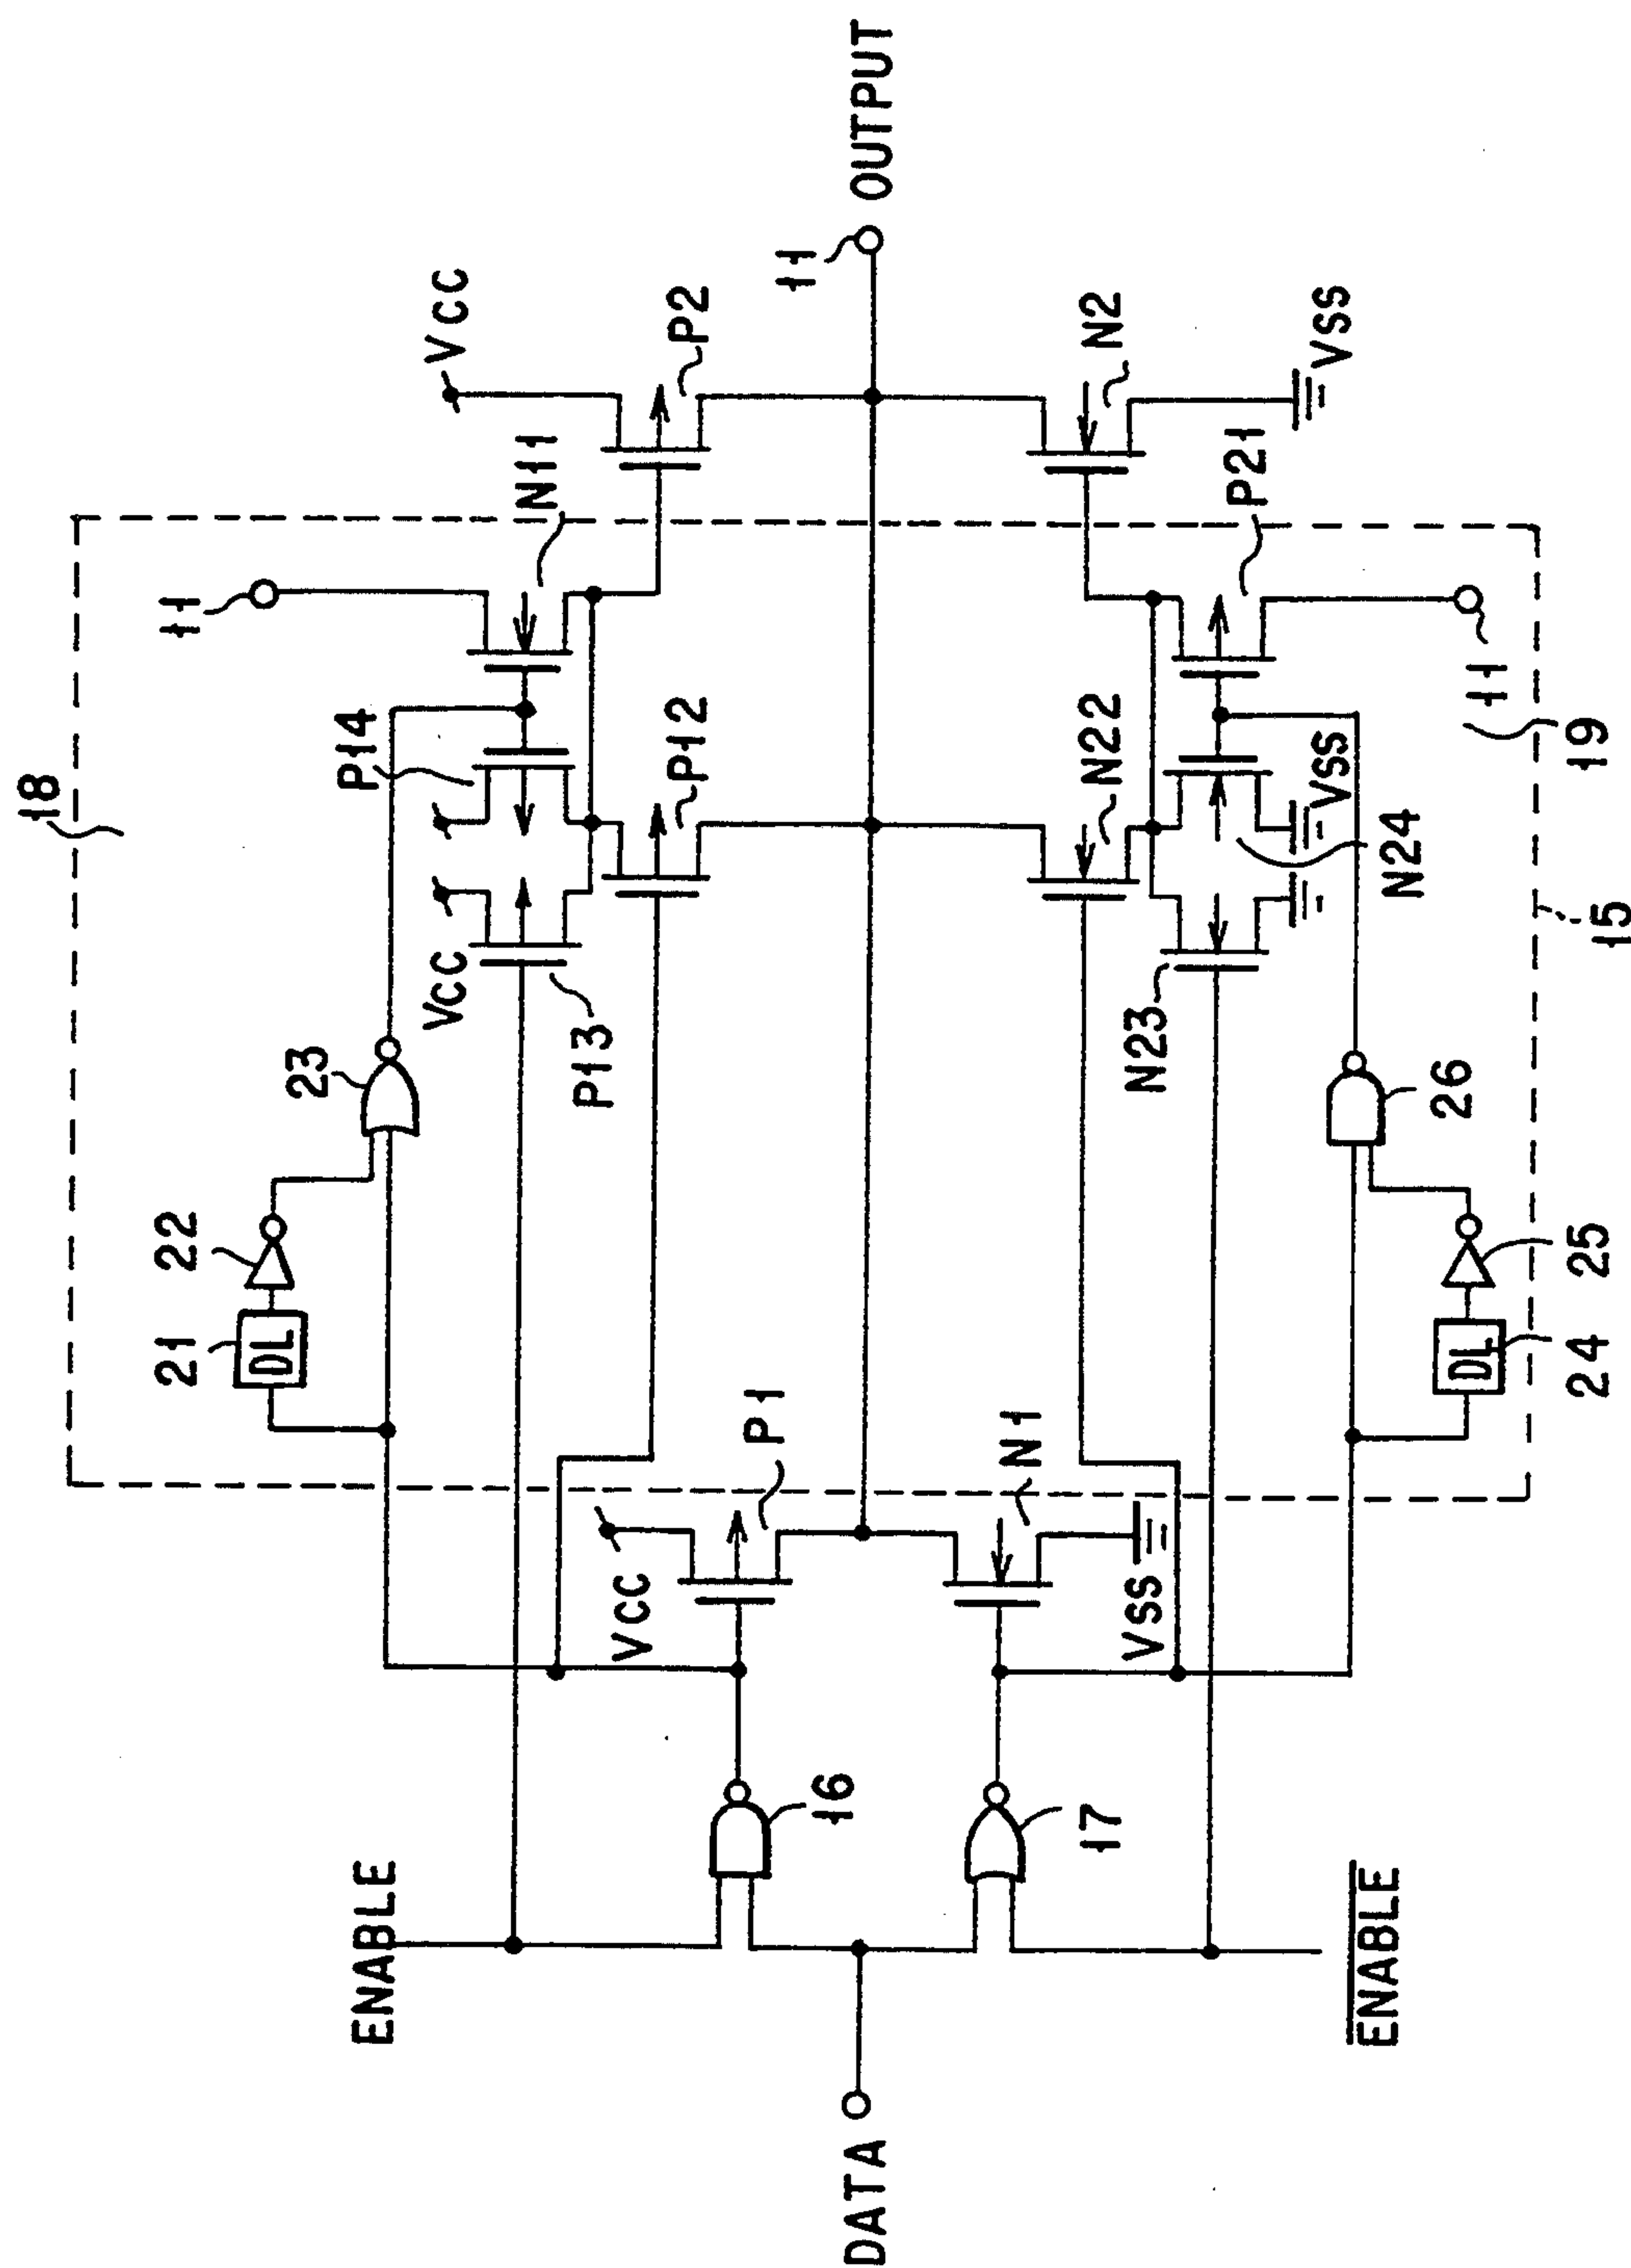 18
11
VCC
21
22
23
P14
N11
P2
VCC
P13
P12
ENABLE
VCC
P1
16
DATA
11
OUTPUT
17
N1
VSS
N22
N2
N23
N24
VSS
P21
VSS
ENABLE
26
11
19
24
25
15
DL
DL